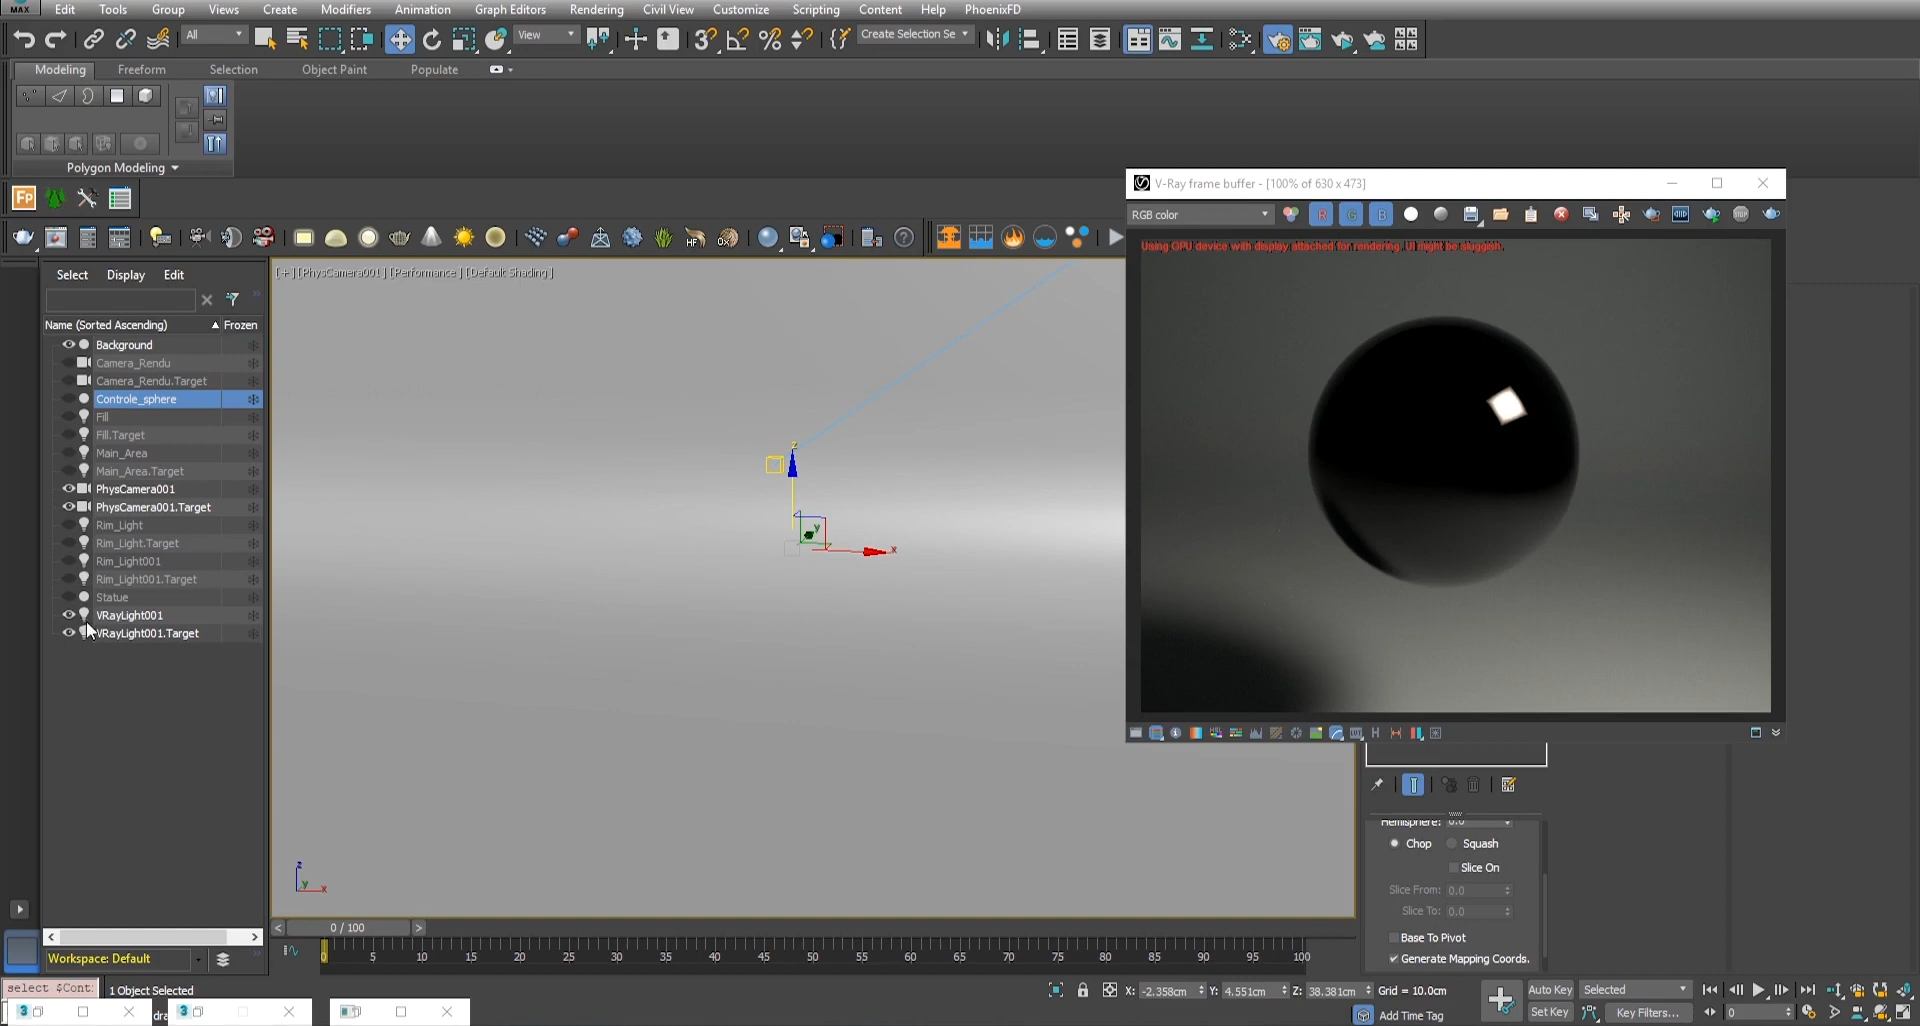 MAX Edit Tools Group Views Create Modifiers Animation Graph Editors Rendering Civil View Customize Scripting Content Help PhoenixFD
All View Create Selection Se
Modeling Freeform Selection Object Paint Populate
Polygon Modeling
Fp
V-Ray frame buffer - [100% of 630 x 473]
RGB color R G B
Using GPU device with display attached for rendering. UI might be sluggish.
Select Display Edit
[+] [PhysCamera001] [Performance] [Default Shading]
Name (Sorted Ascending) Frozen
Background
Camera_Rendu
Camera_Rendu.Target
Controle_sphere
Fill
Fill.Target
Main_Area
Main_Area.Target
PhysCamera001
PhysCamera001.Target
Rim_Light
Rim_Light.Target
Rim_Light001
Rim_Light001.Target
Statue
VRayLight001
VRayLight001.Target
z
y
x
z
y
x
Hemisphere: 0.0
Chop Squash
Slice On
Slice From: 0.0
Slice To: 0.0
Base To Pivot
Generate Mapping Coords.
0 / 100
0 5 10 15 20 25 30 35 40 45 50 55 60 65 70 75 80 85 90 95 100
Workspace: Default
select $Cont
1 Object Selected
X: -2.358cm Y: 4.551cm Z: 38.381cm Grid = 10.0cm
Auto Key Selected
Add Time Tag
Set Key Key Filters... 0
3 3